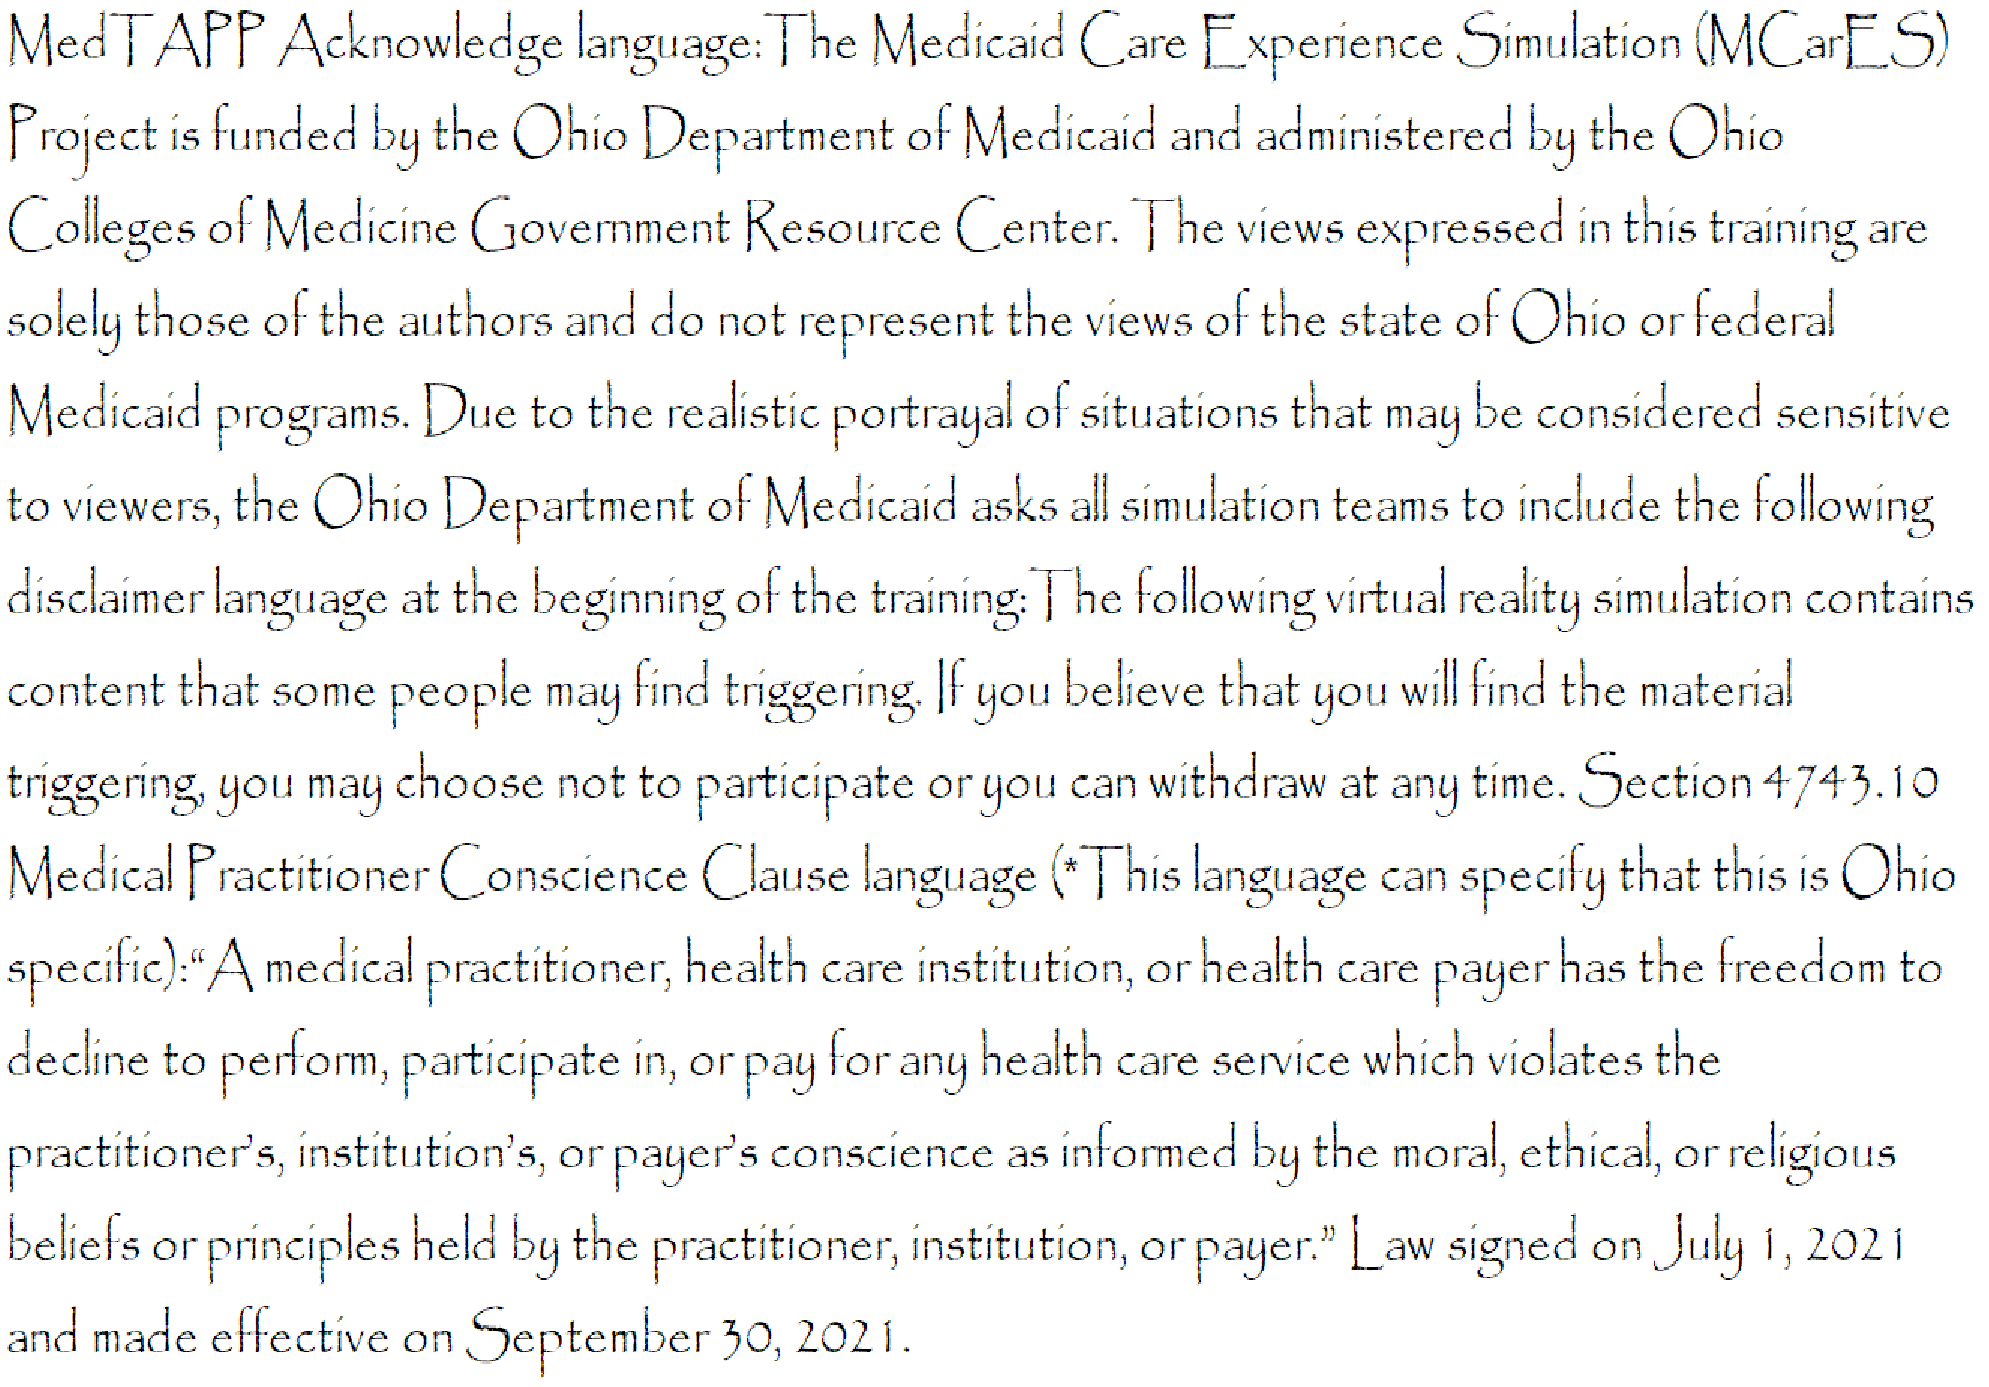 MedTAPP Acknowledge language:The Medicaid Care Experience Simulation (MCarES)
Project is funded by the Ohio Department of Medicaid and administered by the Ohio
Colleges of Medicine Government Resource Center. The views expressed in this training are
solely those of the authors and do not represent the views of the state of Ohio or federal
Medicaid programs. Due to the realistic portrayal of situations that may be considered sensitive
to viewers, the Ohio Department of Medicaid asks all simulation teams to include the following
disclaimer language at the beginning of the training:The following virtual reality simulation contains
content that some people may find triggering. If you believe that you will find the material
triggering, you may choose not to participate or you can withdraw at any time. Section 4743.10
Medical Practitioner Conscience Clause language (*This language can specify that this is Ohio
specific):“A medical practitioner, health care institution, or health care payer has the freedom to
decline to perform, participate in, or pay for any health care service which violates the
practitioner’s, institution’s, or payer’s conscience as informed by the moral, ethical, or religious
beliefs or principles held by the practitioner, institution, or payer.” Law signed on July 1, 2021
and made effective on September 30, 2021.